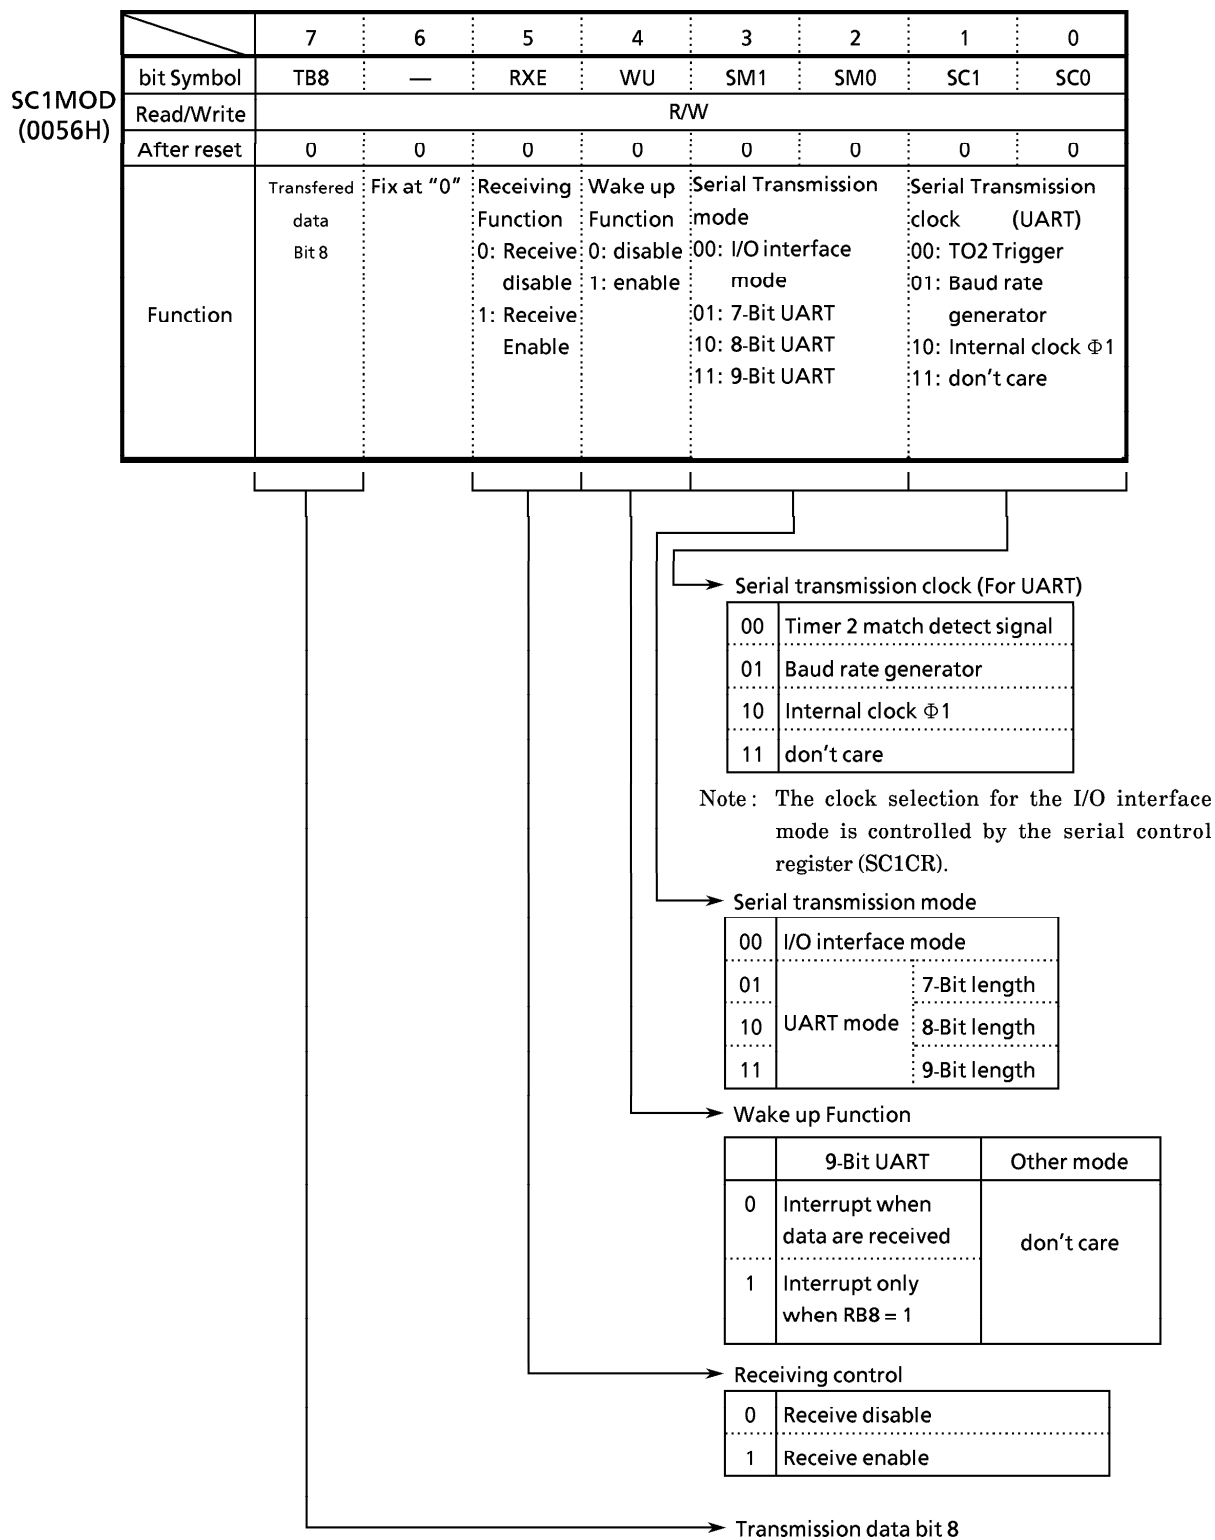 7 6 5 4 3 2 1 0
SC1MOD
(0056H)
bit Symbol TB8 — RXE WU SM1 SM0 SC1 SC0
Read/Write R/W
After reset 0 0 0 0 0 0 0 0
Function
Transfered
data
Bit 8
Fix at "0"
Receiving
Function
0: Receive
disable
1: Receive
Enable
Wake up
Function
0: disable
1: enable
Serial Transmission
mode
00: I/O interface
mode
01: 7-Bit UART
10: 8-Bit UART
11: 9-Bit UART
Serial Transmission
clock (UART)
00: TO2 Trigger
01: Baud rate
generator
10: Internal clock Φ1
11: don't care
Serial transmission clock (For UART)
00 Timer 2 match detect signal
01 Baud rate generator
10 Internal clock Φ1
11 don't care
Note : The clock selection for the I/O interface
mode is controlled by the serial control
register (SC1CR).
Serial transmission mode
00 I/O interface mode
01 7-Bit length
10 UART mode 8-Bit length
11 9-Bit length
Wake up Function
9-Bit UART Other mode
0 Interrupt when
data are received
don't care
1 Interrupt only
when RB8 = 1
Receiving control
0 Receive disable
1 Receive enable
Transmission data bit 8